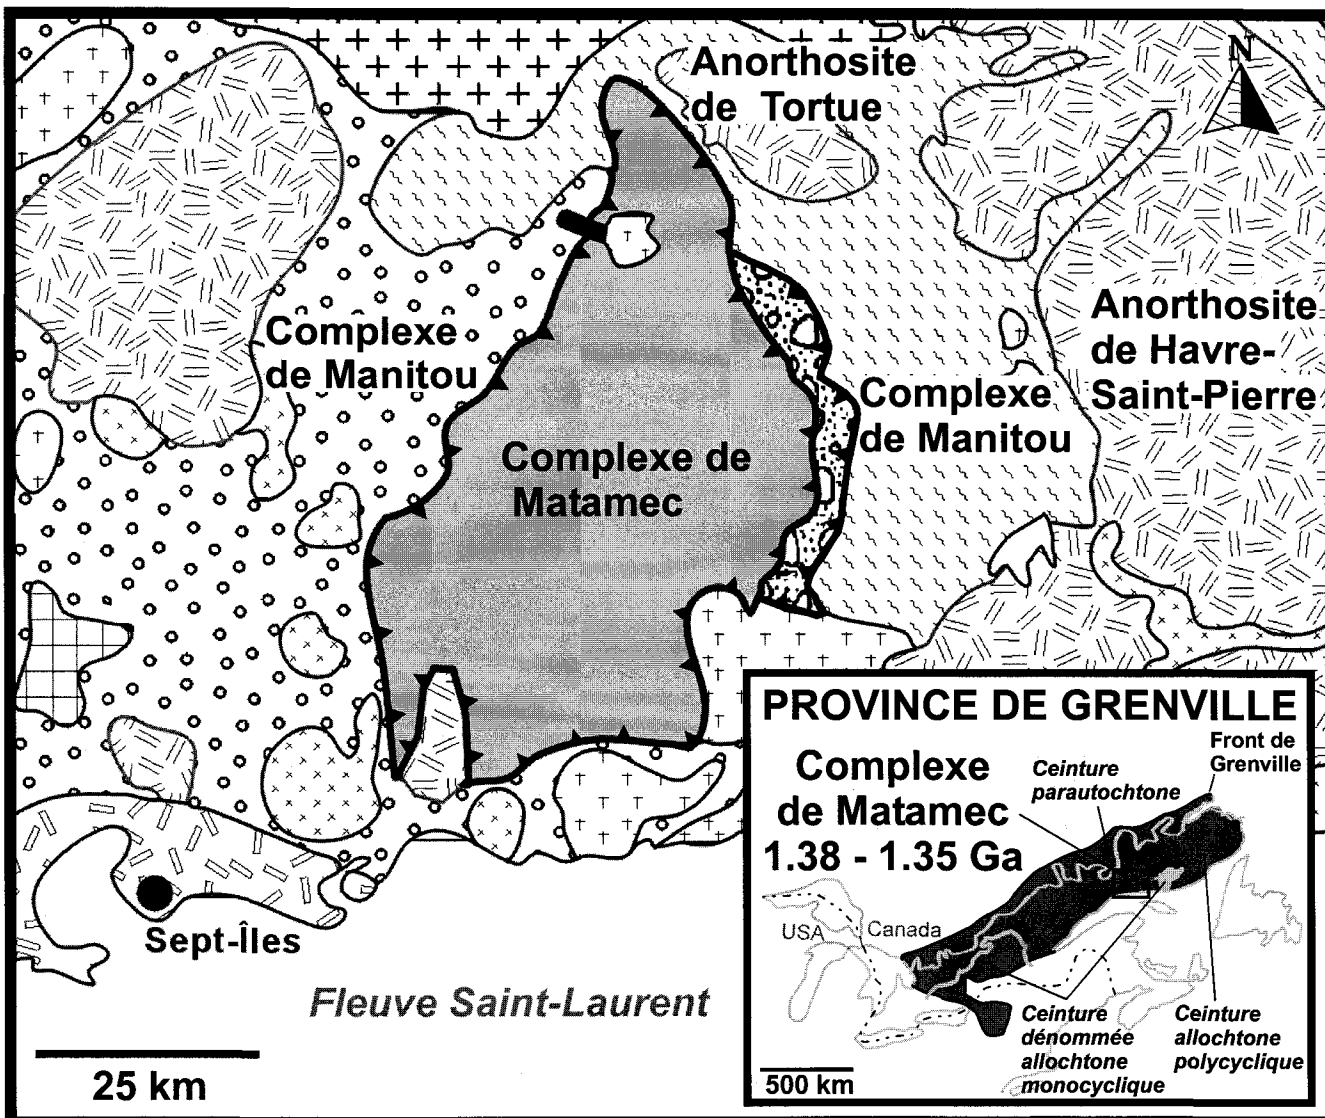 Anorthosite
de Tortue
N
Complexe
de Manitou
Anorthosite
de Havre-
Saint-Pierre
Complexe
de Manitou
Complexe de
Matamec
Sept-Îles
Fleuve Saint-Laurent
25 km
PROVINCE DE GRENVILLE
Complexe
de Matamec
1.38 - 1.35 Ga
Ceinture
parautochtone
Front de
Grenville
USA
Canada
Ceinture
dénommée
allochtone
monocyclique
Ceinture
allochtone
polycyclique
500 km